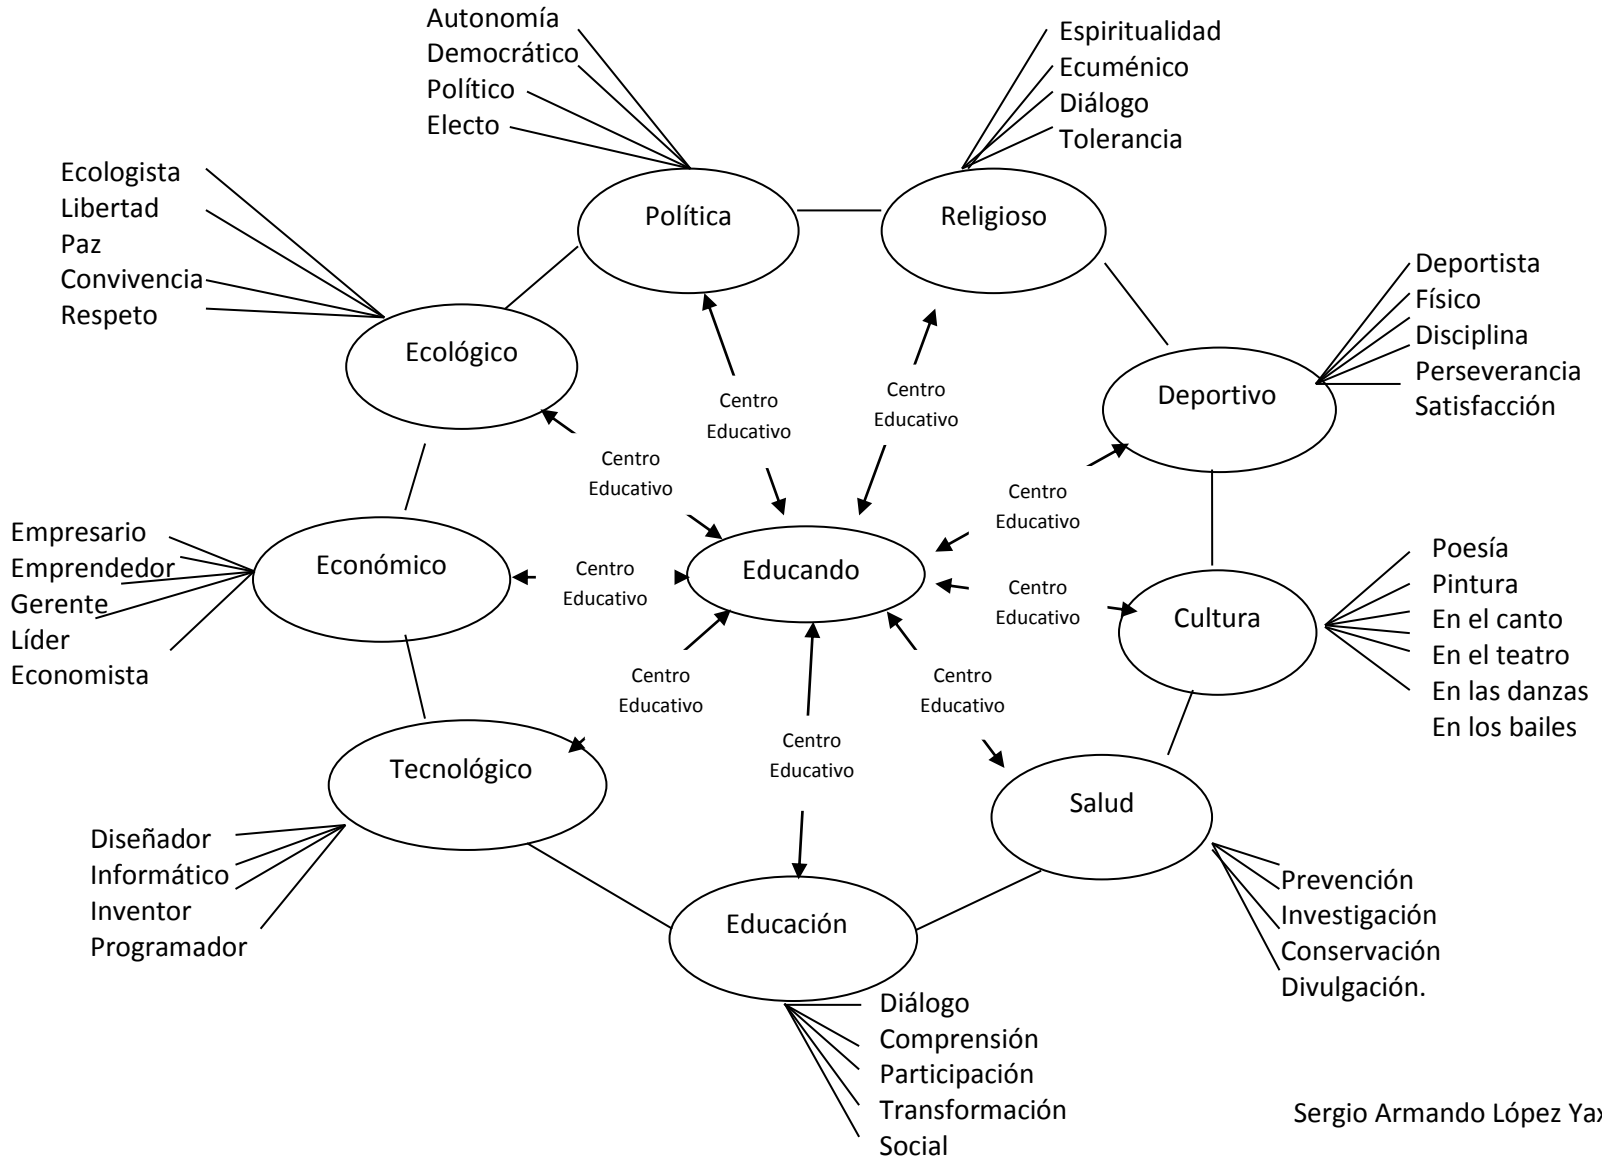 Autonomía
Democrático
Político
Electo
Espiritualidad
Ecuménico
Diálogo
Tolerancia
Ecologista
Libertad
Paz
Convivencia
Respeto
Política
Religioso
Deportista
Físico
Disciplina
Perseverancia
Satisfacción
Ecológico
Deportivo
Centro
Educativo
Centro
Educativo
Centro
Educativo
Centro
Educativo
Empresario
Emprendedor
Gerente
Líder
Economista
Económico
Centro
Educativo
Educando
Centro
Educativo
Cultura
Poesía
Pintura
En el canto
En el teatro
En las danzas
En los bailes
Centro
Educativo
Centro
Educativo
Centro
Educativo
Tecnológico
Salud
Diseñador
Informático
Inventor
Programador
Educación
Prevención
Investigación
Conservación
Divulgación.
Diálogo
Comprensión
Participación
Transformación
Social
Sergio Armando López Yax